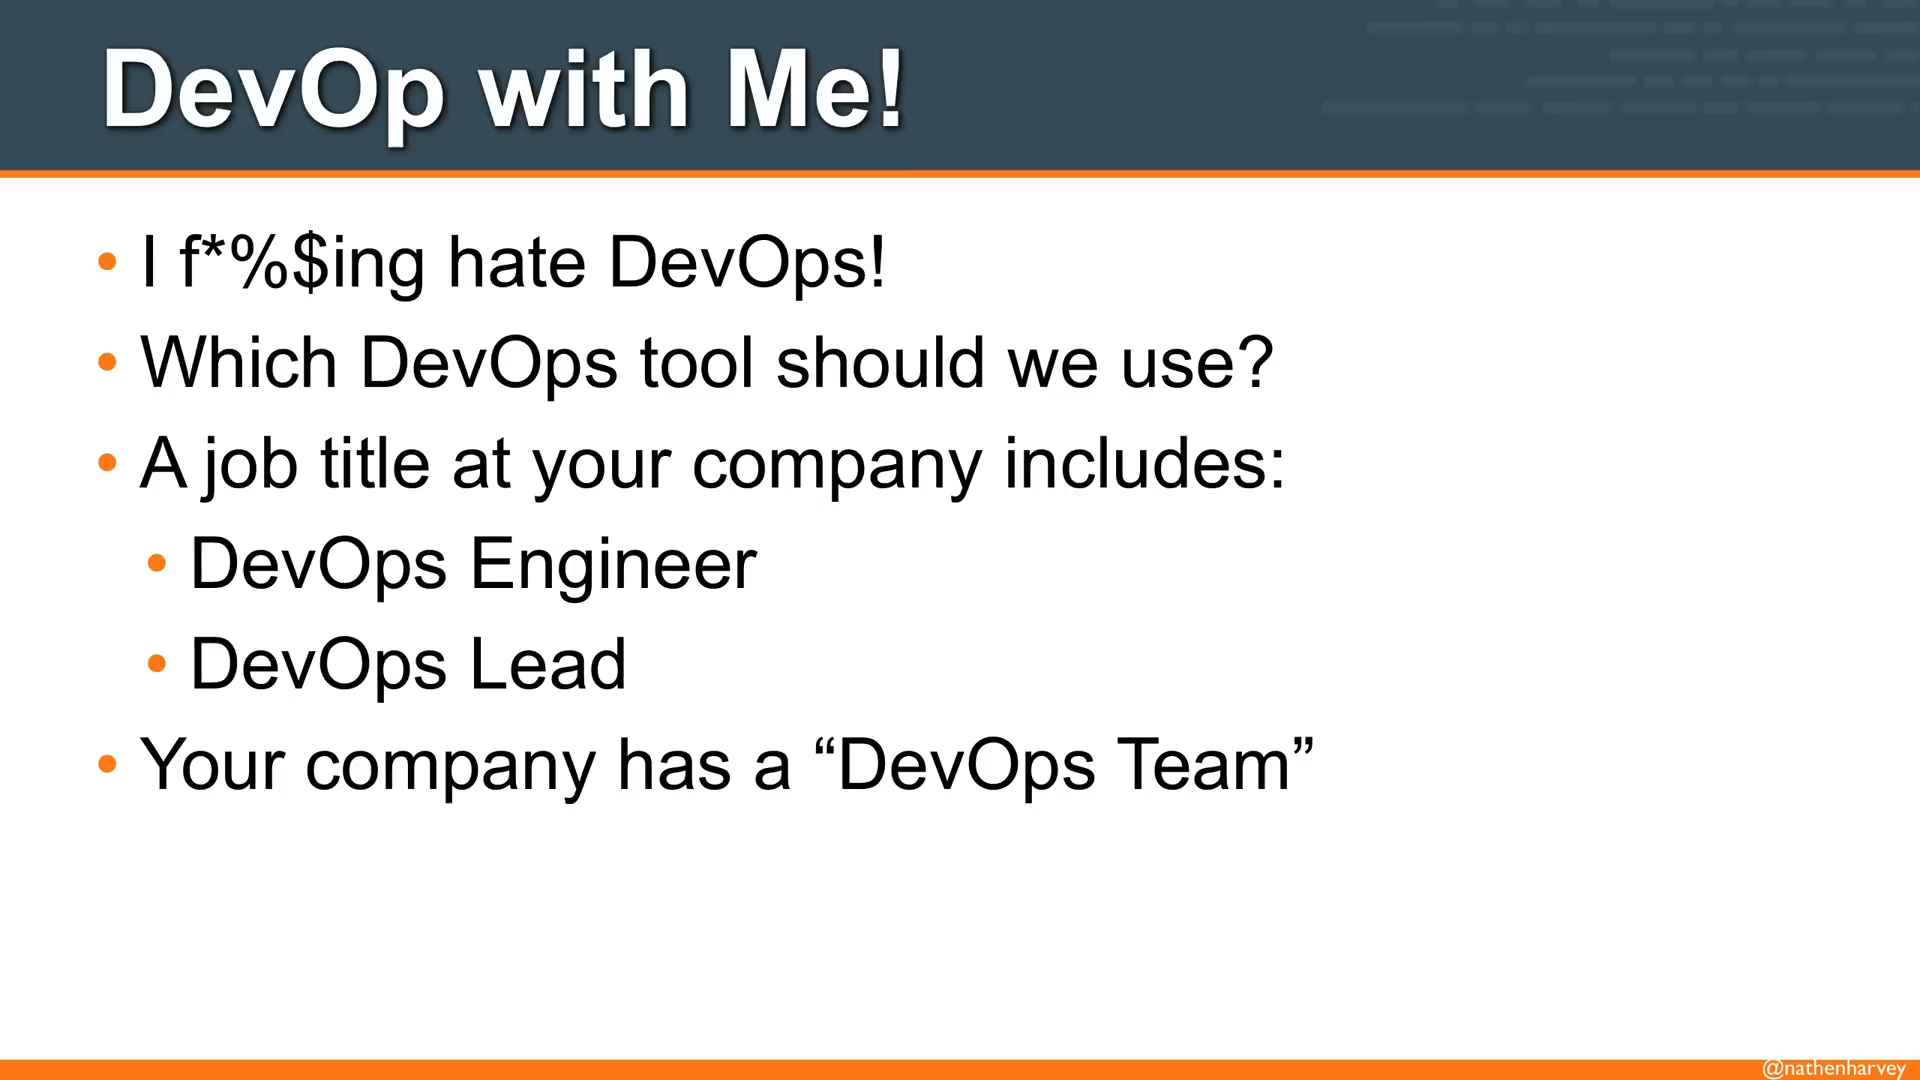 DevOp with Me!
• I f*%$ing hate DevOps!
• Which DevOps tool should we use?
• A job title at your company includes:
• DevOps Engineer
• DevOps Lead
• Your company has a “DevOps Team”
@nathenharvey